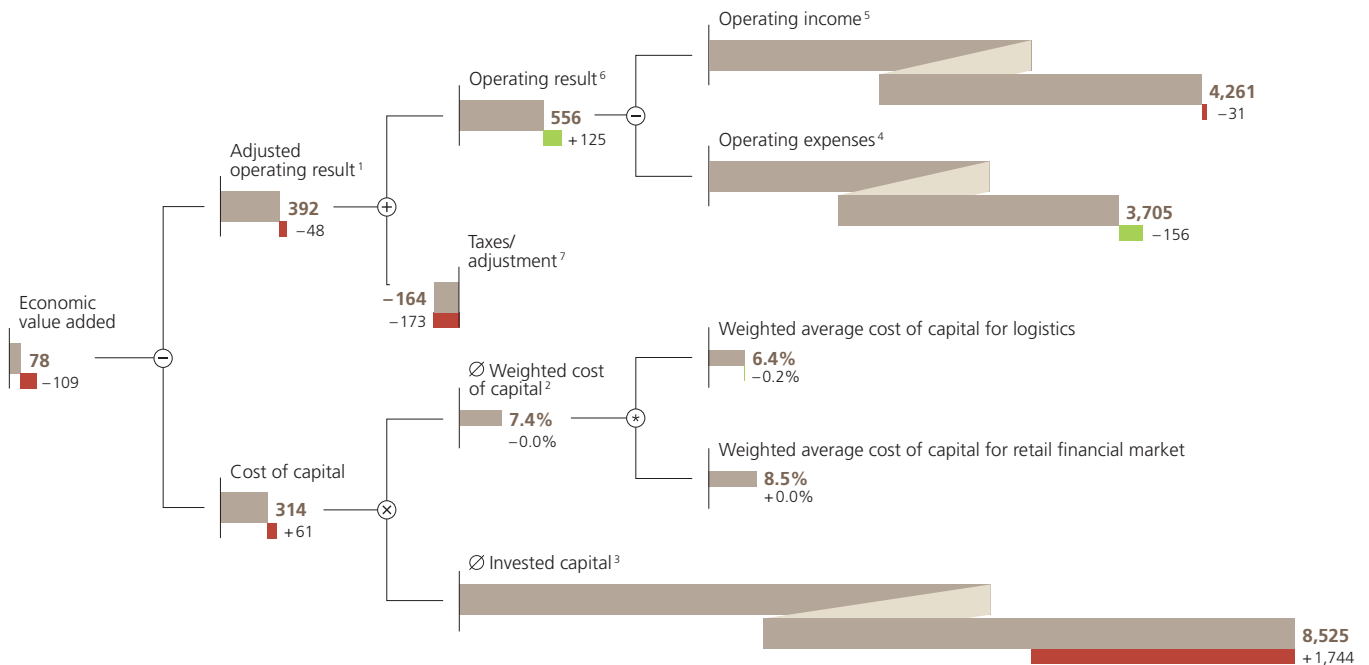 Operating income 5
4,261
−31
Operating result 6
556
+125
Operating expenses 4
3,705
−156
Adjusted
operating result 1
392
−48
Taxes/
adjustment 7
−164
−173
Economic
value added
78
−109
Weighted average cost of capital for logistics
6.4%
−0.2%
Ø Weighted cost
of capital 2
7.4%
−0.0%
Weighted average cost of capital for retail financial market
8.5%
+0.0%
Cost of capital
314
+61
Ø Invested capital 3
8,525
+1,744